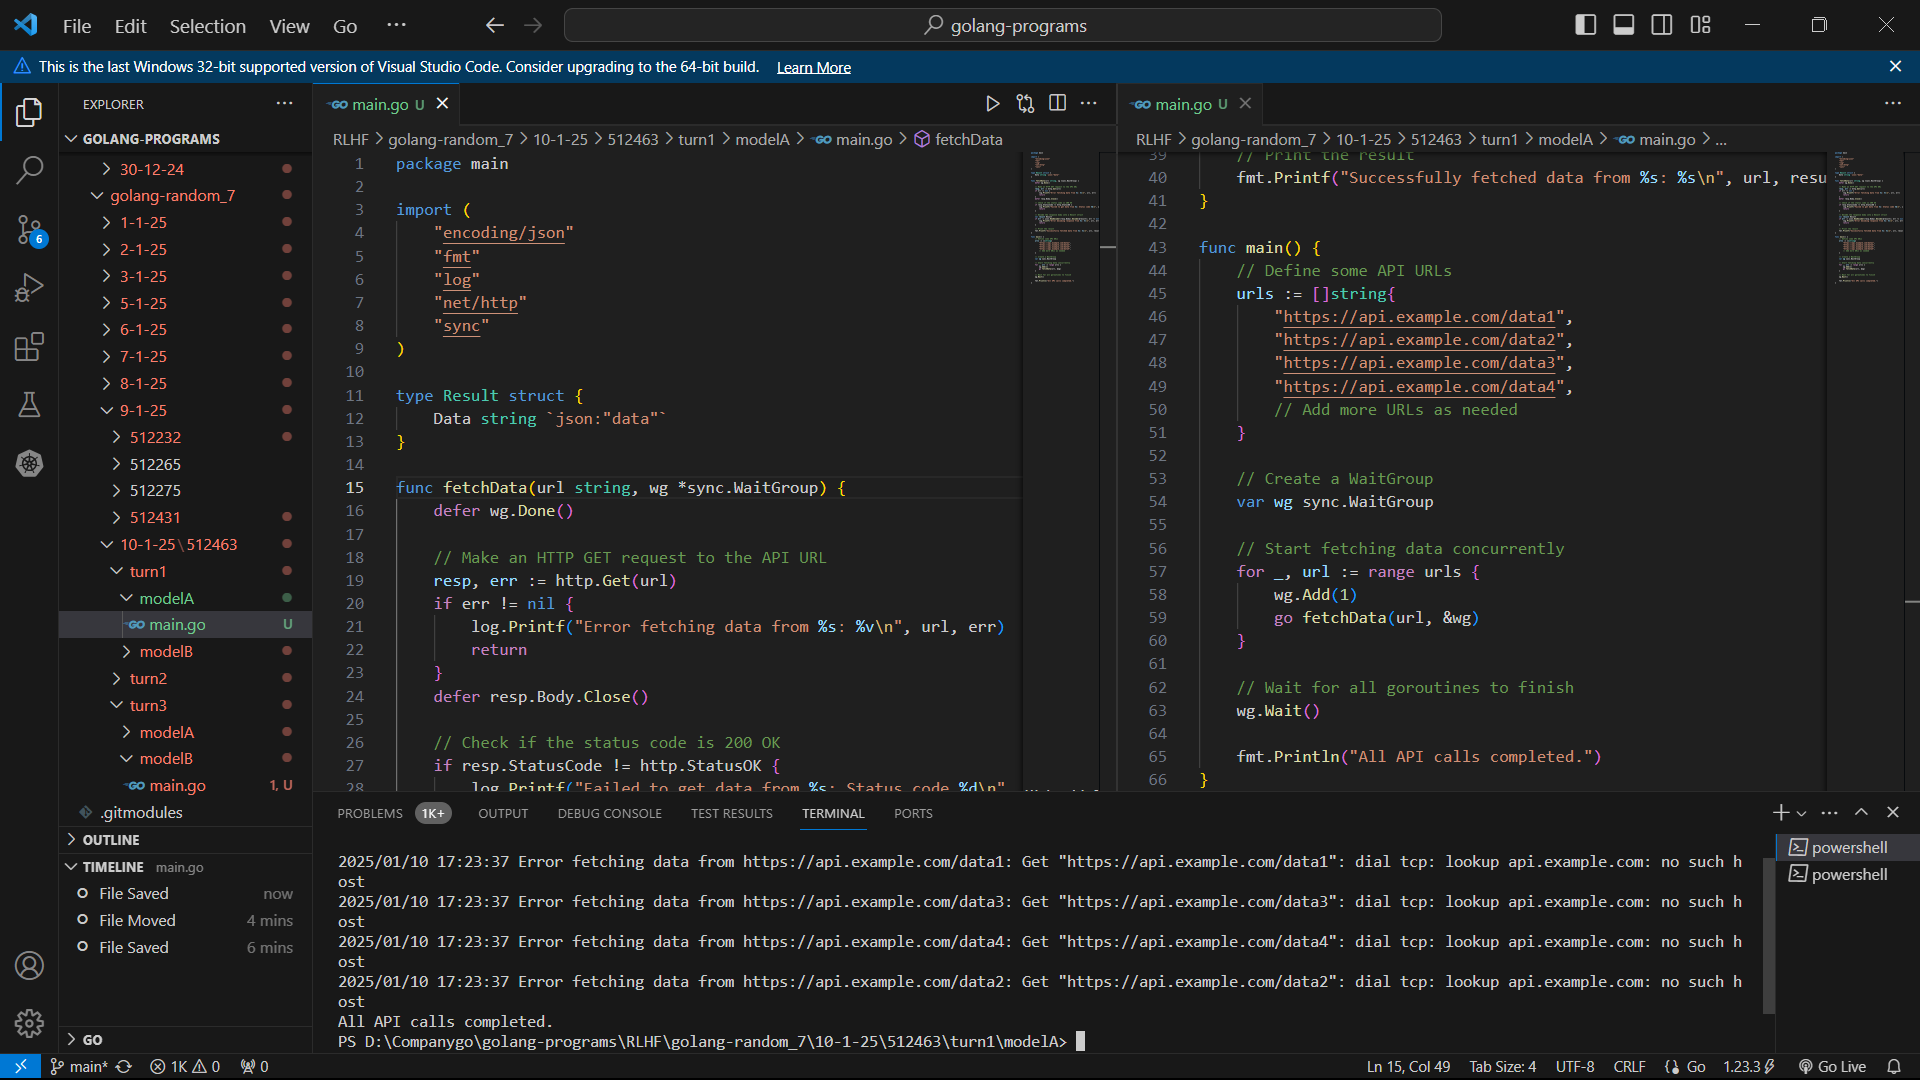 File Edit Selection View Go ···
golang-programs
This is the last Windows 32-bit supported version of Visual Studio Code. Consider upgrading to the 64-bit build. Learn More
EXPLORER
GOLANG-PROGRAMS
30-12-24
golang-random_7
1-1-25
2-1-25
3-1-25
5-1-25
6-1-25
7-1-25
8-1-25
9-1-25
512232
512265
512275
512431
10-1-25\512463
turn1
modelA
main.go U
modelB
turn2
turn3
modelA
modelB
main.go 1, U
.gitmodules
OUTLINE
TIMELINE main.go
File Saved now
File Moved 4 mins
File Saved 6 mins
GO
main.go U
RLHF > golang-random_7 > 10-1-25 > 512463 > turn1 > modelA > main.go > fetchData
1 package main
2
3 import (
4 "encoding/json"
5 "fmt"
6 "log"
7 "net/http"
8 "sync"
9 )
10
11 type Result struct {
12 Data string `json:"data"`
13 }
14
15 func fetchData(url string, wg *sync.WaitGroup) {
16 defer wg.Done()
17
18 // Make an HTTP GET request to the API URL
19 resp, err := http.Get(url)
20 if err != nil {
21 log.Printf("Error fetching data from %s: %v\n", url, err)
22 return
23 }
24 defer resp.Body.Close()
25
26 // Check if the status code is 200 OK
27 if resp.StatusCode != http.StatusOK {
28 log.Printf("Failed to get data from %s: Status code %d\n"
main.go U
RLHF > golang-random_7 > 10-1-25 > 512463 > turn1 > modelA > main.go > ...
39 // Print the result
40 fmt.Printf("Successfully fetched data from %s: %s\n", url, resu
41 }
42
43 func main() {
44 // Define some API URLs
45 urls := []string{
46 "https://api.example.com/data1",
47 "https://api.example.com/data2",
48 "https://api.example.com/data3",
49 "https://api.example.com/data4",
50 // Add more URLs as needed
51 }
52
53 // Create a WaitGroup
54 var wg sync.WaitGroup
55
56 // Start fetching data concurrently
57 for _, url := range urls {
58 wg.Add(1)
59 go fetchData(url, &wg)
60 }
61
62 // Wait for all goroutines to finish
63 wg.Wait()
64
65 fmt.Println("All API calls completed.")
66 }
PROBLEMS 1K+ OUTPUT DEBUG CONSOLE TEST RESULTS TERMINAL PORTS
2025/01/10 17:23:37 Error fetching data from https://api.example.com/data1: Get "https://api.example.com/data1": dial tcp: lookup api.example.com: no such h
ost
2025/01/10 17:23:37 Error fetching data from https://api.example.com/data3: Get "https://api.example.com/data3": dial tcp: lookup api.example.com: no such h
ost
2025/01/10 17:23:37 Error fetching data from https://api.example.com/data4: Get "https://api.example.com/data4": dial tcp: lookup api.example.com: no such h
ost
2025/01/10 17:23:37 Error fetching data from https://api.example.com/data2: Get "https://api.example.com/data2": dial tcp: lookup api.example.com: no such h
ost
All API calls completed.
PS D:\Companygo\golang-programs\RLHF\golang-random_7\10-1-25\512463\turn1\modelA>
powershell
powershell
6
main* 1K 0 0
Ln 15, Col 49 Tab Size: 4 UTF-8 CRLF Go 1.23.3 Go Live